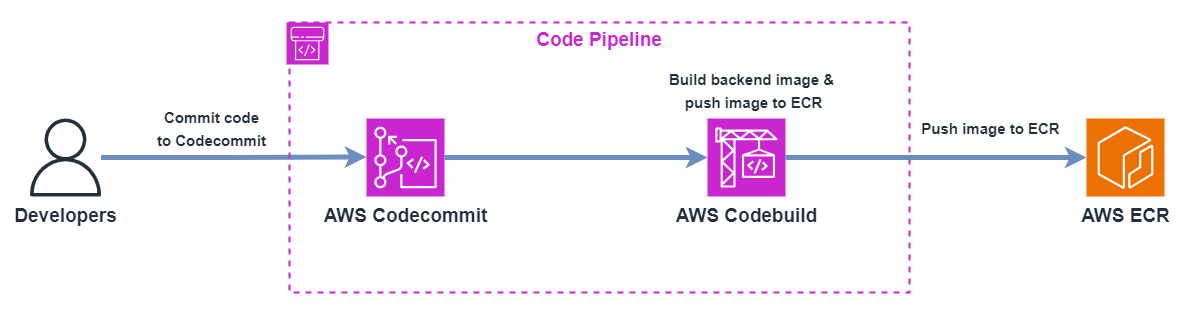 Code Pipeline
Commit code
to Codecommit
Build backend image &
push image to ECR
Push image to ECR
Developers
AWS Codecommit
AWS Codebuild
AWS ECR